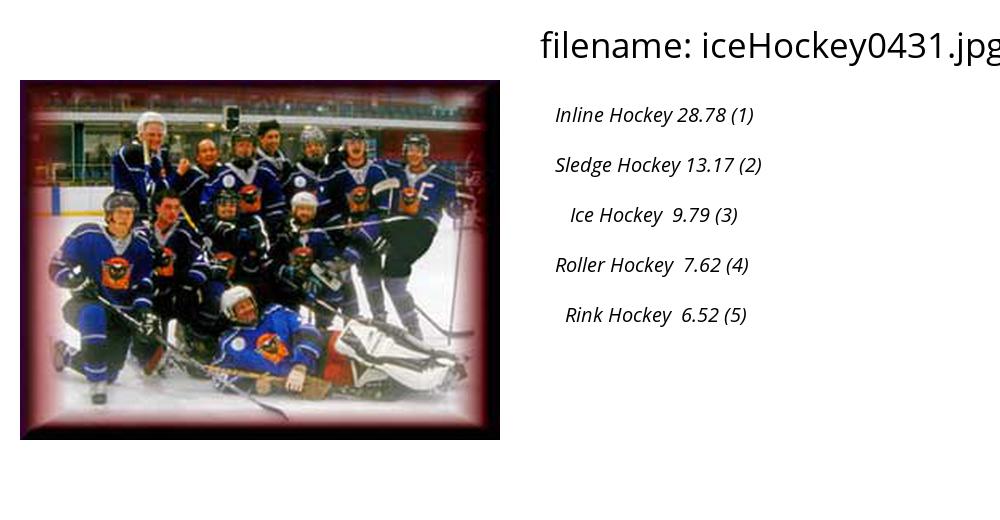 filename: iceHockey0431.jpg
Inline Hockey 28.78 (1)
Sledge Hockey 13.17 (2)
Ice Hockey 9.79 (3)
Roller Hockey 7.62 (4)
Rink Hockey 6.52 (5)